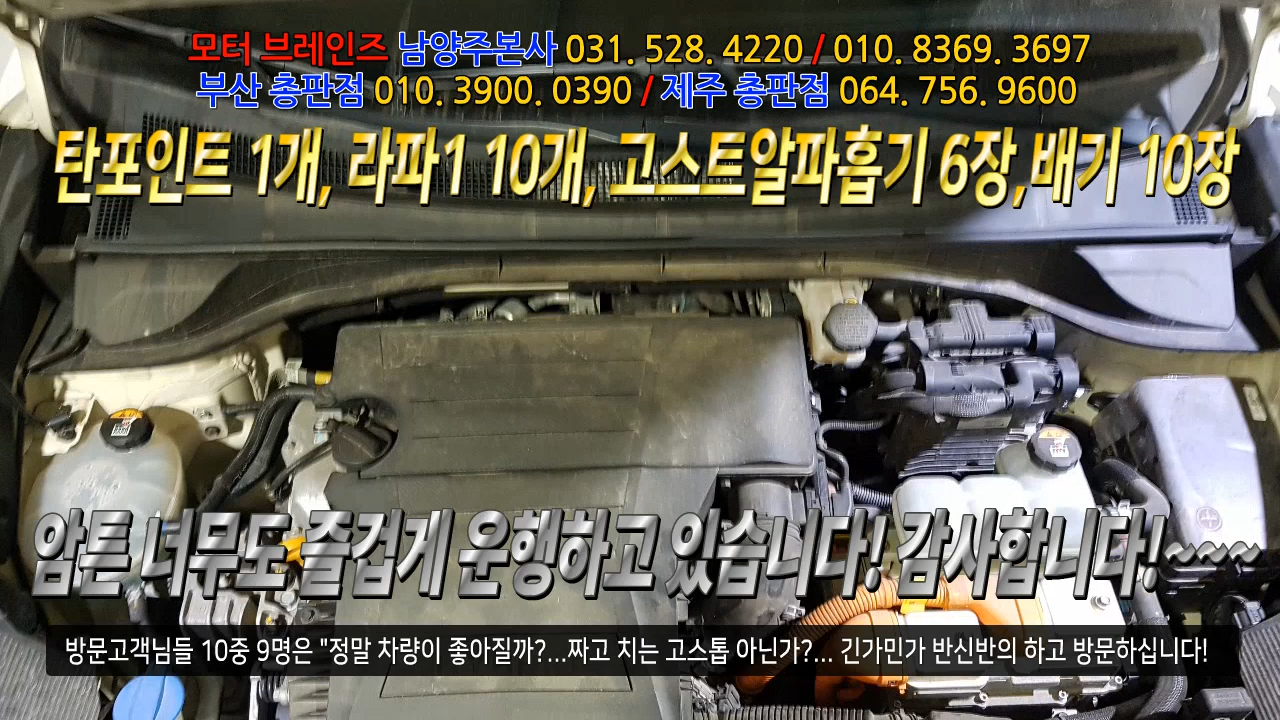 모터 브레인즈 남양주본사 031. 528. 4220 / 010. 8369. 3697
부산 총판점 010. 3900. 0390 / 제주 총판점 064. 756. 9600
탄포인트 1개, 라파1 10개, 고스트알파흡기 6장,배기 10장
암튼 너무도 즐겁게 운행하고 있습니다! 감사합니다!~~~
방문고객님들 10중 9명은 "정말 차량이 좋아질까?...짜고 치는 고스톱 아닌가?... 긴가민가 반신반의 하고 방문하십니다!